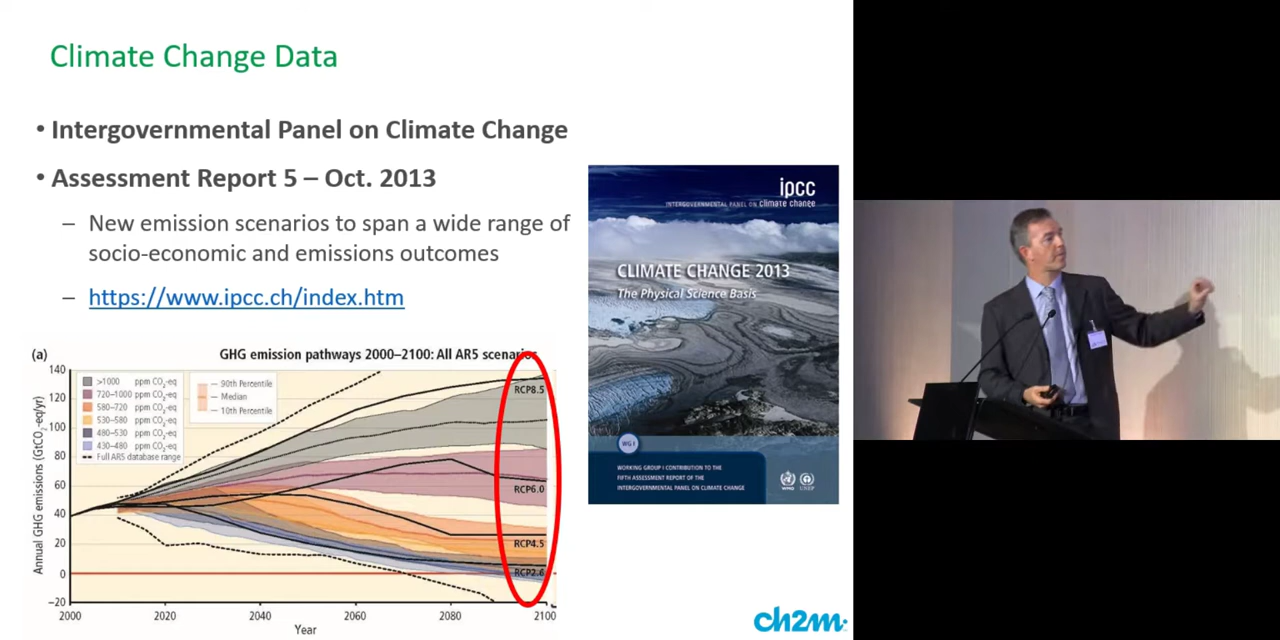 Climate Change Data
• Intergovernmental Panel on Climate Change
• Assessment Report 5 – Oct. 2013
– New emission scenarios to span a wide range of
socio-economic and emissions outcomes
– https://www.ipcc.ch/index.htm
ipcc
INTERGOVERNMENTAL PANEL ON climate change
CLIMATE CHANGE 2013
The Physical Science Basis
WG I
WORKING GROUP I CONTRIBUTION TO THE
FIFTH ASSESSMENT REPORT OF THE
INTERGOVERNMENTAL PANEL ON CLIMATE CHANGE
WMO
UNEP
(a)
GHG emission pathways 2000–2100: All AR5 scenarios
Annual GHG emissions (GtCO2-eq/yr)
140
120
100
80
60
40
20
0
−20
>1000 ppm CO2-eq
720–1000 ppm CO2-eq
580–720 ppm CO2-eq
530–580 ppm CO2-eq
480–530 ppm CO2-eq
430–480 ppm CO2-eq
Full AR5 database range
90th Percentile
Median
10th Percentile
RCP8.5
RCP6.0
RCP4.5
RCP2.6
2000
2020
2040
2060
2080
2100
Year
ch2m